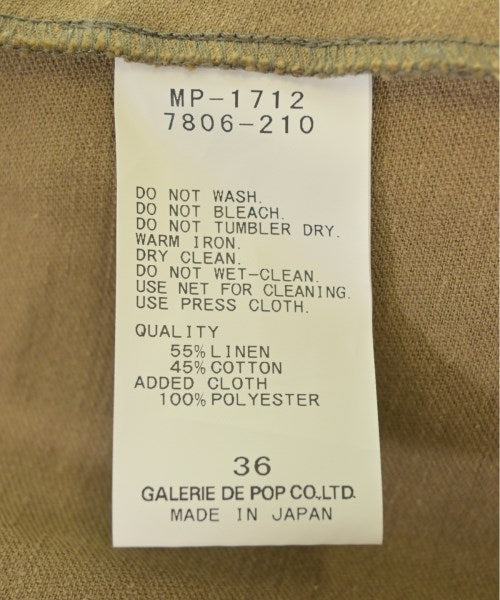 MP-1712
7806-210
DO NOT WASH.
DO NOT BLEACH.
DO NOT TUMBLER DRY.
WARM IRON.
DRY CLEAN.
DO NOT WET-CLEAN.
USE NET FOR CLEANING.
USE PRESS CLOTH.
QUALITY
55% LINEN
45% COTTON
ADDED CLOTH
100% POLYESTER
36
GALERIE DE POP CO.,LTD.
MADE IN JAPAN